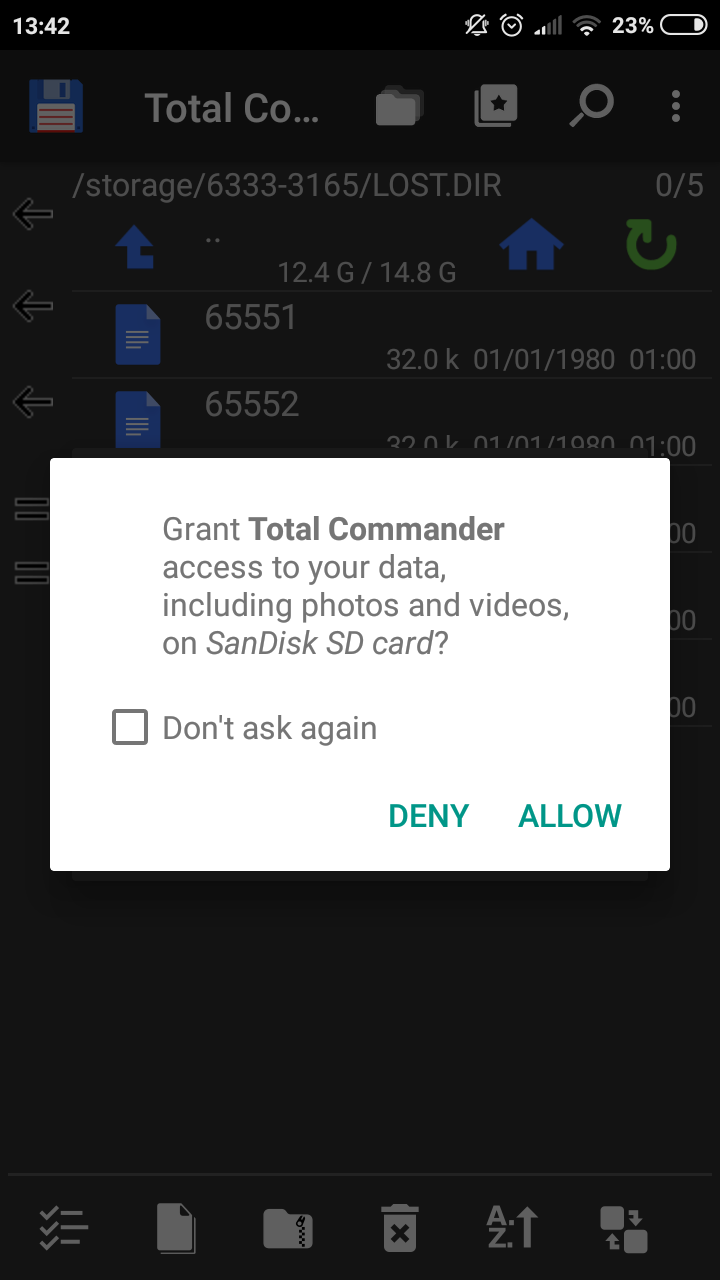 13:42 23%
Total Co...
/storage/6333-3165/LOST.DIR 0/5
..
12.4 G / 14.8 G
65551
32.0 k 01/01/1980 01:00
65552
32.0 k 01/01/1980 01:00
Grant Total Commander
access to your data,
including photos and videos,
on SanDisk SD card?
00
00
Don't ask again
00
DENY ALLOW
A.
Z.